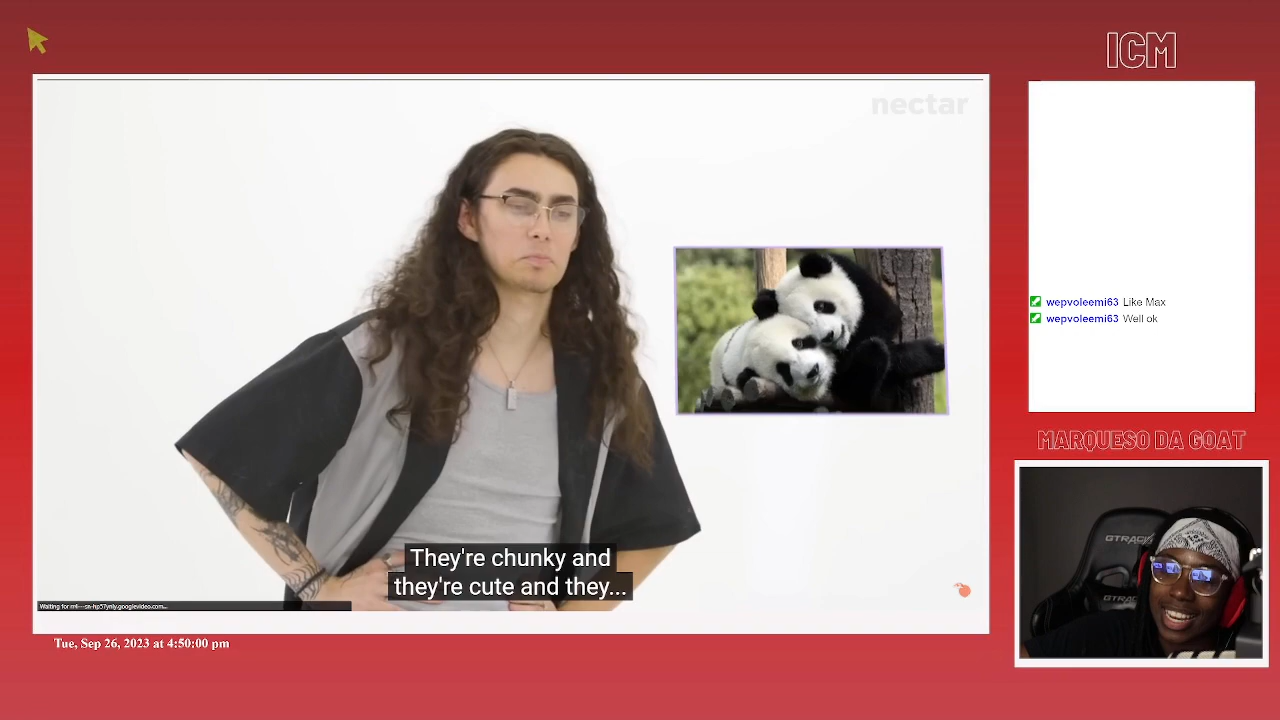 ICM
nectar
wepvoleemi63 Like Max
wepvoleemi63 Well ok
They're chunky and
they're cute and they...
MARQUESO DA GOAT
GTRACING
Tue, Sep 26, 2023 at 4:50:00 pm